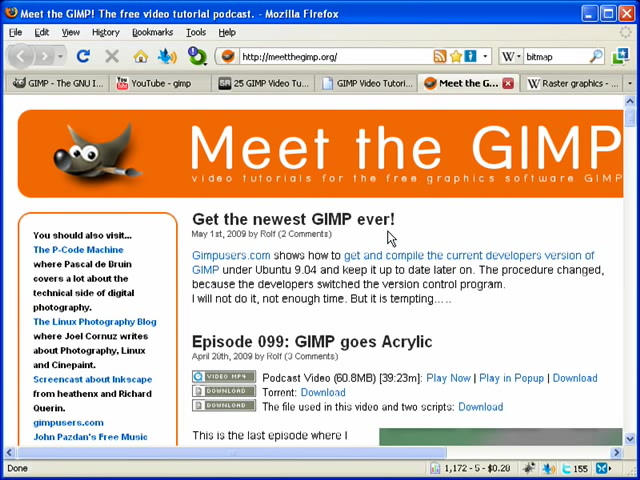 Meet the GIMP! The free video tutorial podcast. - Mozilla Firefox
File Edit View History Bookmarks Tools Help
http://meetthegimp.org/
W bitmap
GIMP - The GNU I...
YouTube - gimp
SR 25 GIMP Video Tu...
GIMP Video Tutori...
Meet the G...
W Raster graphics - ...
Meet the GIMP
video tutorials for the free graphics software GIMP
You should also visit...
The P-Code Machine
where Pascal de Bruin
covers a lot about the
technical side of digital
photography.
The Linux Photography Blog
where Joel Cornuz writes
about Photography, Linux
and Cinepaint.
Screencast about Inkscape
from heathenx and Richard
Querin.
gimpusers.com
John Pazdan's Free Music
Get the newest GIMP ever!
May 1st, 2009 by Rolf (2 Comments)
Gimpusers.com shows how to get and compile the current developers version of
GIMP under Ubuntu 9.04 and keep it up to date later on. The procedure changed,
because the developers switched the version control program.
I will not do it, not enough time. But it is tempting.....
Episode 099: GIMP goes Acrylic
April 20th, 2009 by Rolf (3 Comments)
VIDEO MP4 Podcast Video (60.8MB) [39:23m]: Play Now | Play in Popup | Download
DOWNLOAD Torrent: Download
DOWNLOAD The file used in this video and two scripts: Download
This is the last episode where I
Done
1,172 - 5 - $0.20
155